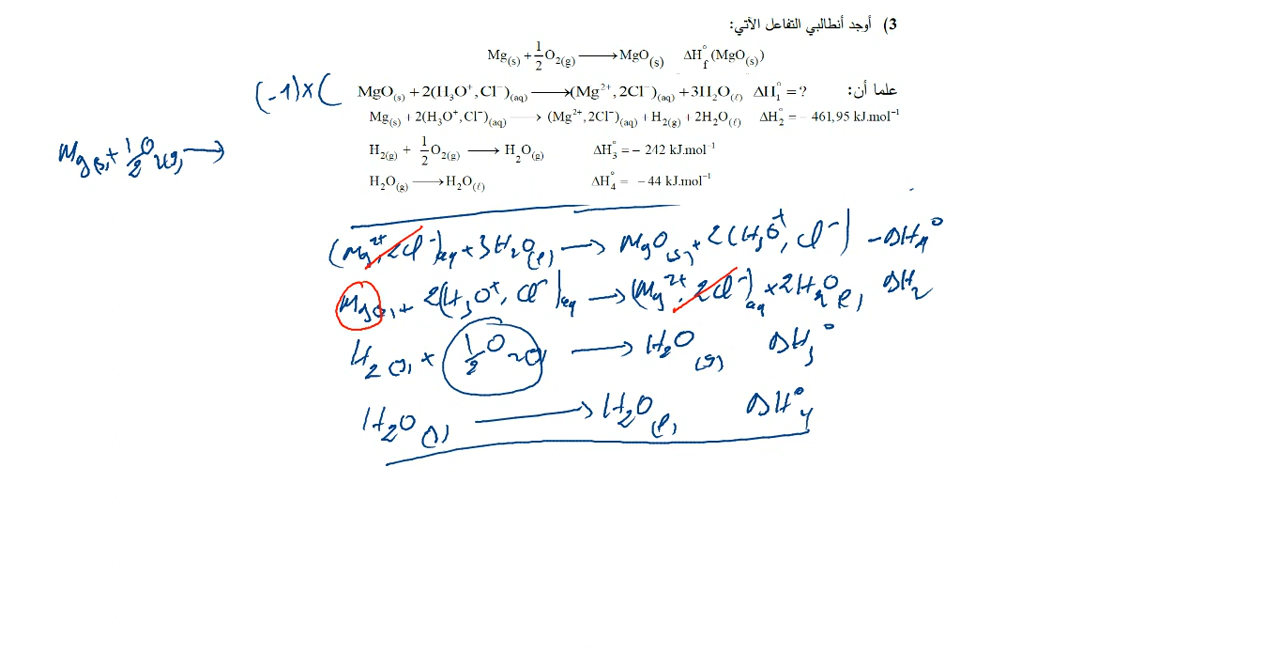 3) أوجد أنطالبي التفاعل الآتي:
Mg(s) + 1/2 O2(g) ⟶ MgO(s) ΔH°f (MgO(s))
(-1)×( MgO(s) + 2(H3O+, Cl−)(aq) ⟶ (Mg2+, 2Cl−)(aq) + 3H2O(ℓ) ΔH°1 = ? علما أن:
Mg(s) + 2(H3O+, Cl−)(aq) ⟶ (Mg2+, 2Cl−)(aq) + H2(g) + 2H2O(ℓ) ΔH°2 = − 461,95 kJ.mol−1
Mg(s) + 1/2 O2(g) ⟶
H2(g) + 1/2 O2(g) ⟶ H2O(g) ΔH°3 = − 242 kJ.mol−1
H2O(g) ⟶ H2O(ℓ) ΔH°4 = − 44 kJ.mol−1
(Mg2+, 2Cl−)aq + 3H2O(l) ⟶ MgO(s) + 2(H3O+, Cl−) −ΔH1°
Mg(s) + 2(H3O+, Cl−)aq ⟶ (Mg2+, 2Cl−)aq + 2H2O(l) ΔH2
H2(g) + 1/2 O2(g) ⟶ H2O(g) ΔH3°
H2O(g) ⟶ H2O(l) ΔH°4